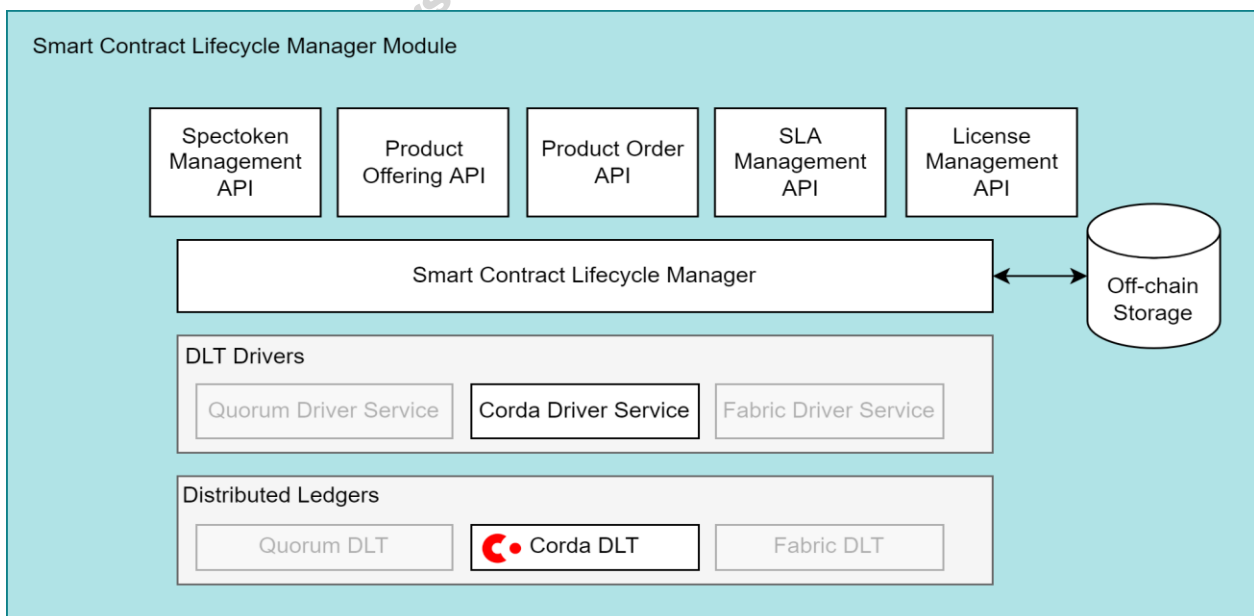 Smart Contract Lifecycle Manager Module
Spectoken
Management
API
Product
Offering API
Product Order
API
SLA
Management
API
License
Management
API
Smart Contract Lifecycle Manager
Off-chain
Storage
DLT Drivers
Quorum Driver Service
Corda Driver Service
Fabric Driver Service
Distributed Ledgers
Quorum DLT
Corda DLT
Fabric DLT